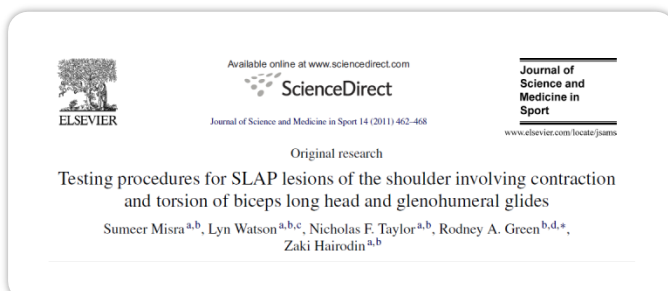 Available online at www.sciencedirect.com
ScienceDirect
ELSEVIER
Journal of Science and Medicine in Sport 14 (2011) 462–468
Journal of
Science and
Medicine in
Sport
www.elsevier.com/locate/jsams
Original research
Testing procedures for SLAP lesions of the shoulder involving contraction
and torsion of biceps long head and glenohumeral glides
Sumeer Misra a,b, Lyn Watson a,b,c, Nicholas F. Taylor a,b, Rodney A. Green b,d,*,
Zaki Hairodin a,b